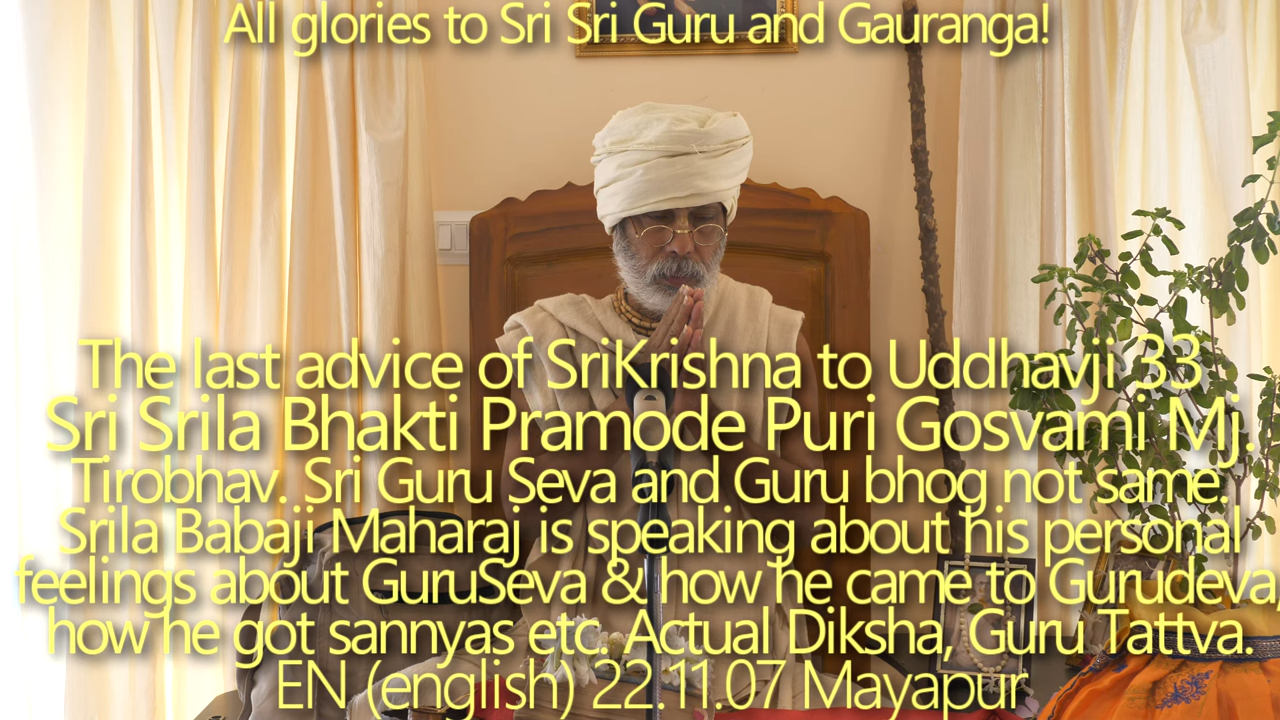 All glories to Sri Sri Guru and Gauranga!
The last advice of SriKrishna to Uddhavji 33
Sri Srila Bhakti Pramode Puri Gosvami Mj.
Tirobhav. Sri Guru Seva and Guru bhog not same.
Srila Babaji Maharaj is speaking about his personal
feelings about GuruSeva & how he came to Gurudeva,
how he got sannyas etc. Actual Diksha, Guru Tattva.
EN (english) 22.11.07 Mayapur